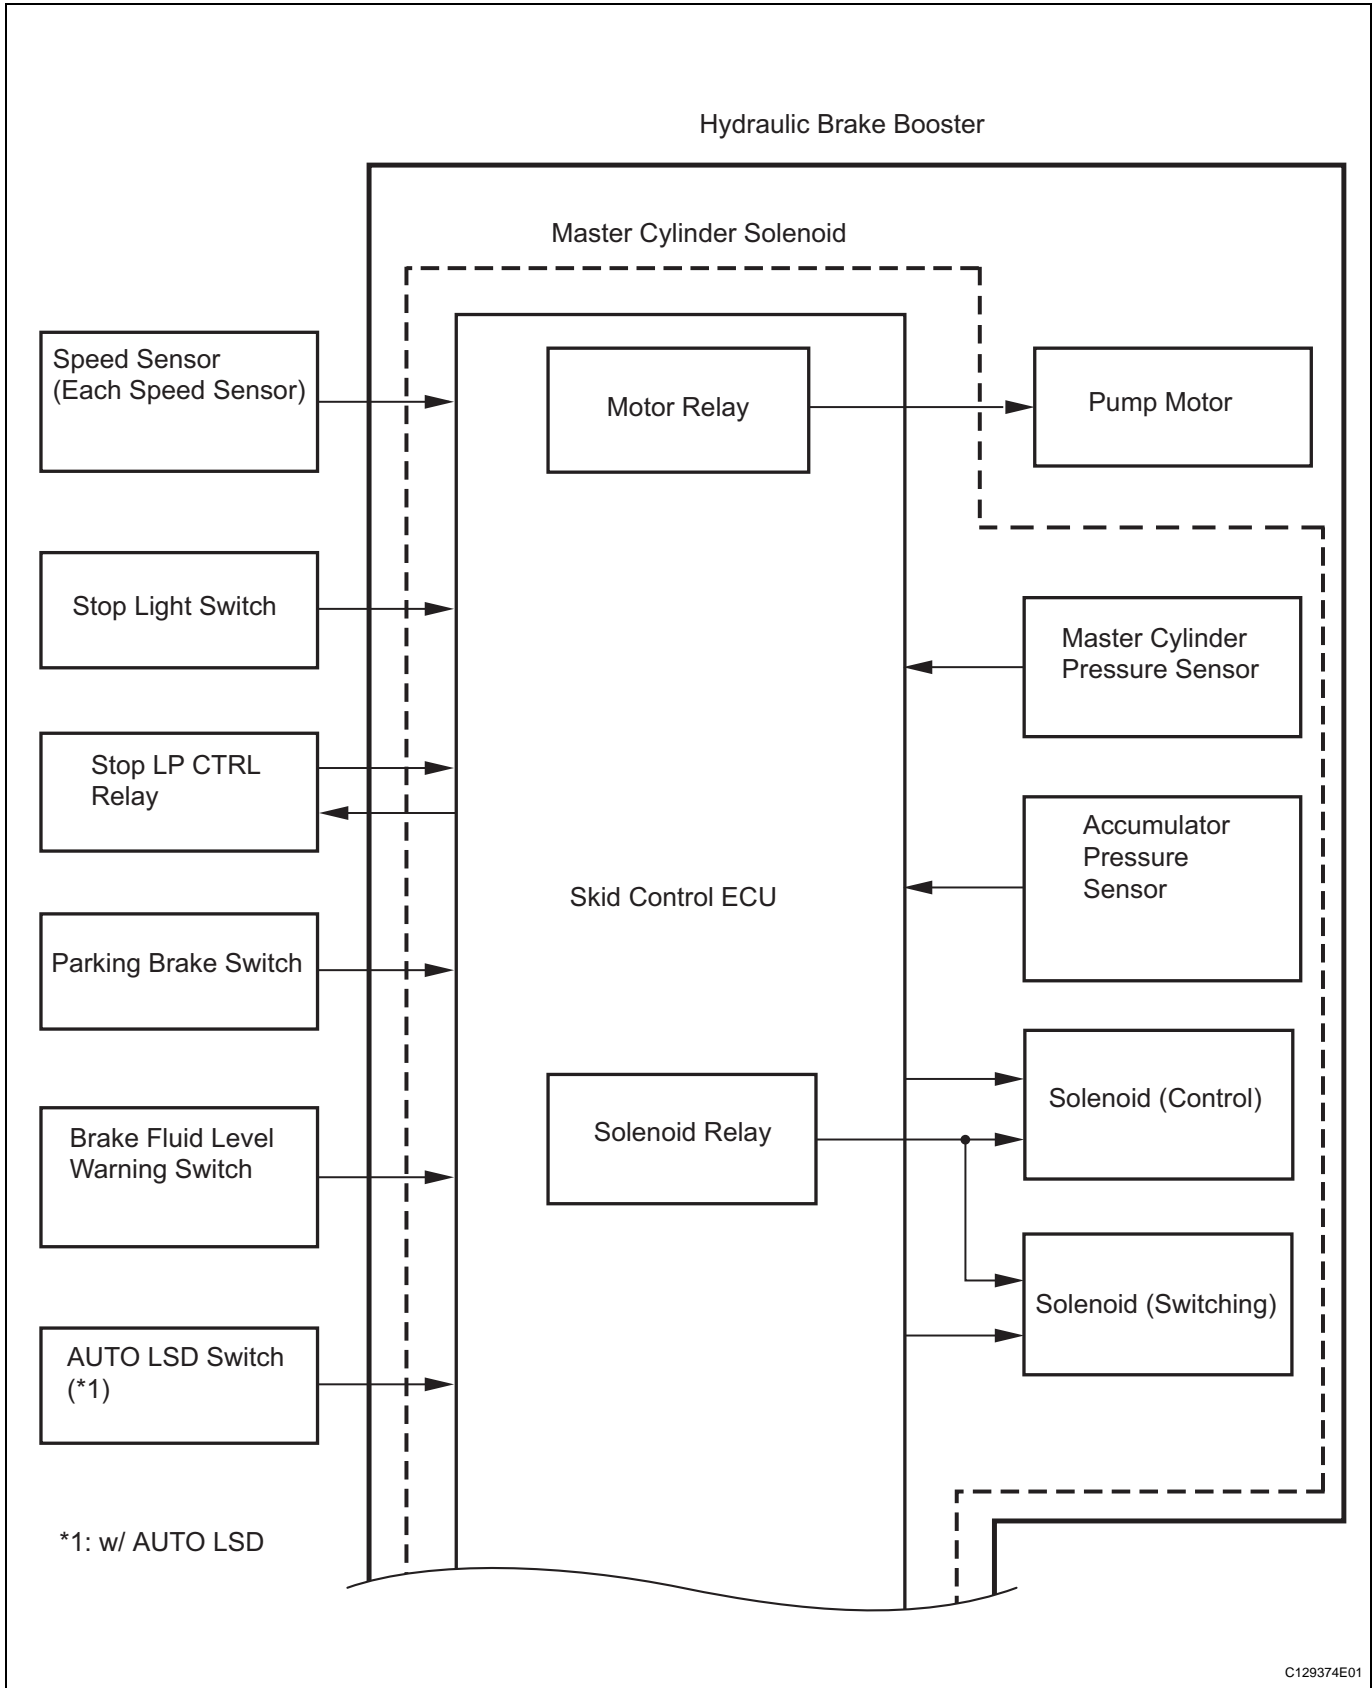 Hydraulic Brake Booster
Master Cylinder Solenoid
Speed Sensor
(Each Speed Sensor)
Motor Relay
Pump Motor
Stop Light Switch
Master Cylinder
Pressure Sensor
Stop LP CTRL
Relay
Accumulator
Pressure
Sensor
Skid Control ECU
Parking Brake Switch
Solenoid Relay
Solenoid (Control)
Brake Fluid Level
Warning Switch
Solenoid (Switching)
AUTO LSD Switch
(*1)
*1: w/ AUTO LSD
C129374E01